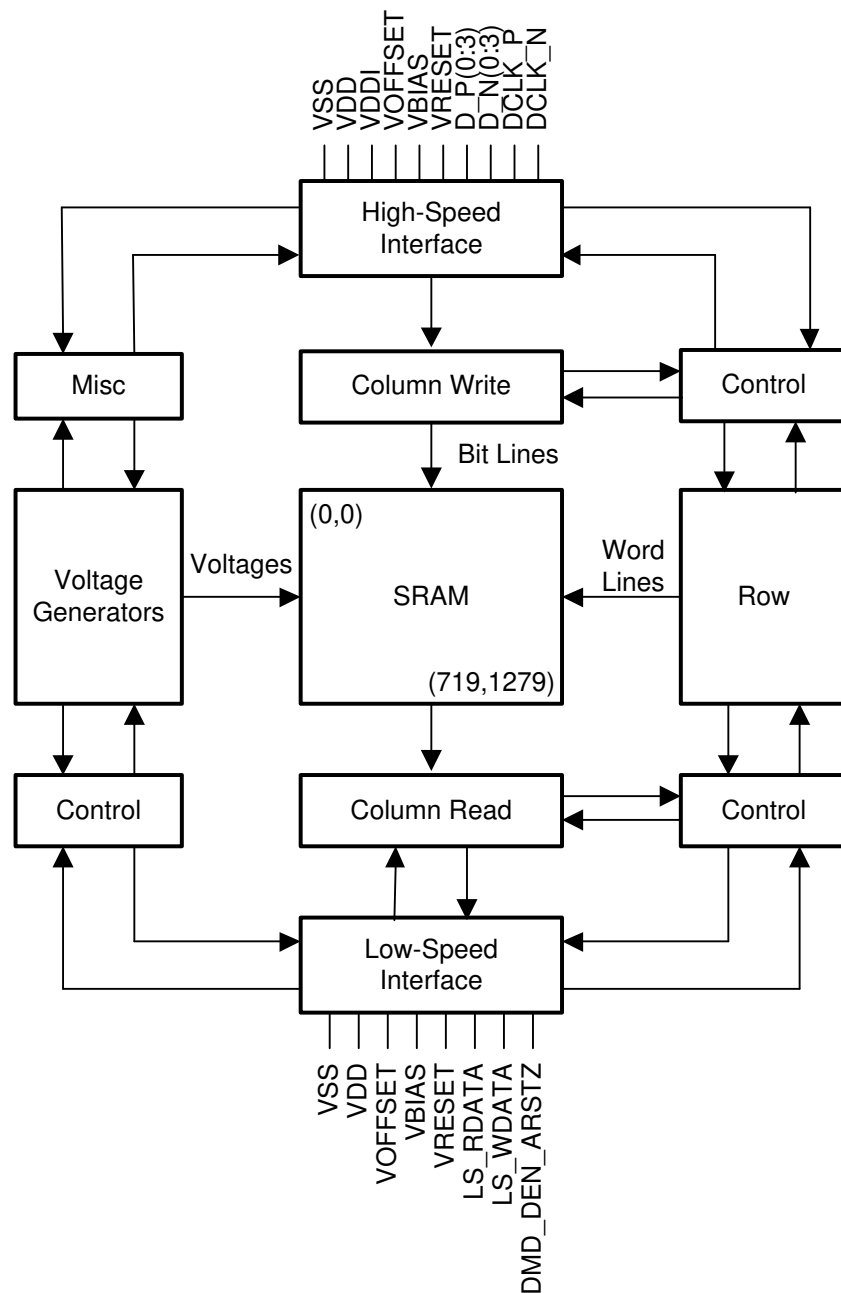 VSS
VDD
VDDI
VOFFSET
VBIAS
VRESET
D_P(0:3)
D_N(0:3)
DCLK_P
DCLK_N
High-Speed
Interface
Misc
Column Write
Control
Bit Lines
(0,0)
Voltage
Generators
Voltages
SRAM
Word
Lines
Row
(719,1279)
Control
Column Read
Control
Low-Speed
Interface
VSS
VDD
VOFFSET
VBIAS
VRESET
LS_RDATA
LS_WDATA
DMD_DEN_ARSTZ